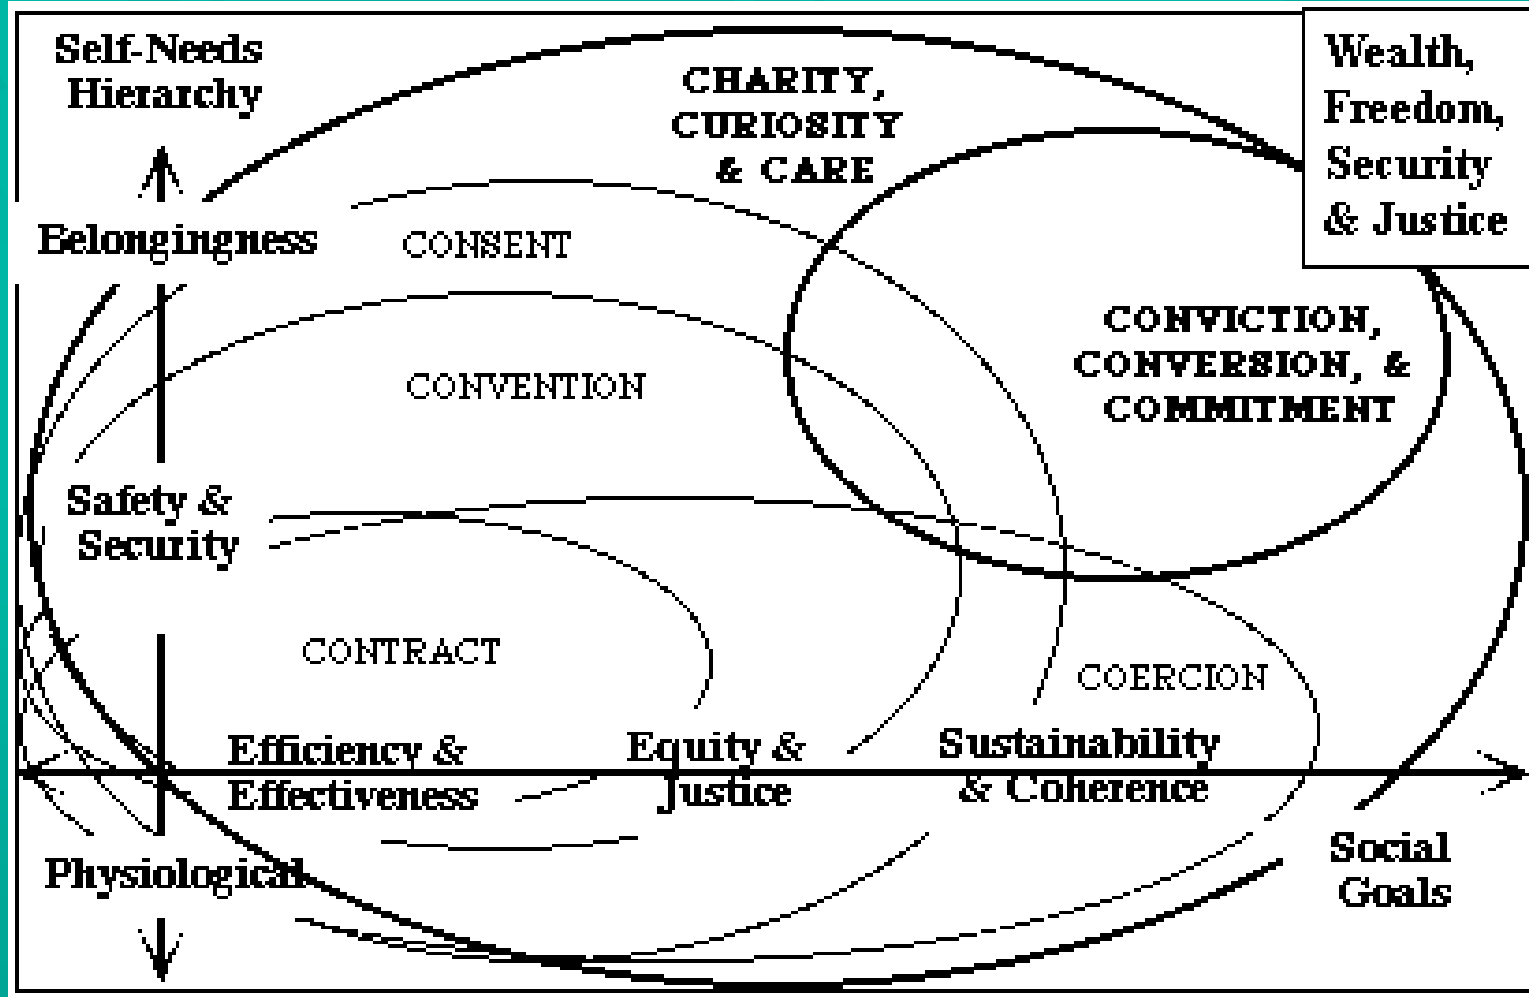 Self-Needs
Hierarchy
CHARITY,
CURIOSITY
& CARE
Wealth,
Freedom,
Security
& Justice
Belongingness
CONSENT
CONVICTION,
CONVERSION, &
COMMITMENT
CONVENTION
Safety &
Security
CONTRACT
COERCION
Efficiency &
Effectiveness
Equity &
Justice
Sustainability
& Coherence
Physiological
Social
Goals